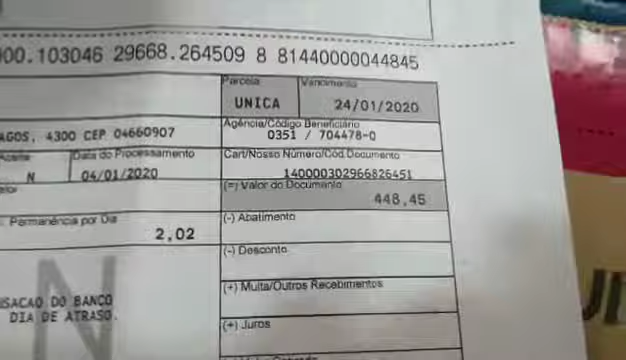 000.103046 29668.264509 8 81440000044845
Parcela
Vencimento
UNICA
24/01/2020
Agência/Código Beneficiário
AGOS, 4300 CEP 04660907
0351 / 704478-0
Aceite
Data do Processamento
Cart/Nosso Número/Cód.Documento
N
04/01/2020
140000302966826451
(=) Valor do Documento
448,45
Permanência por Dia
(-) Abatimento
2,02
(-) Desconto
(+) Multa/Outros Recebimentos
SACAO DO BANCO
DIA DE ATRASO.
(+) Juros
N